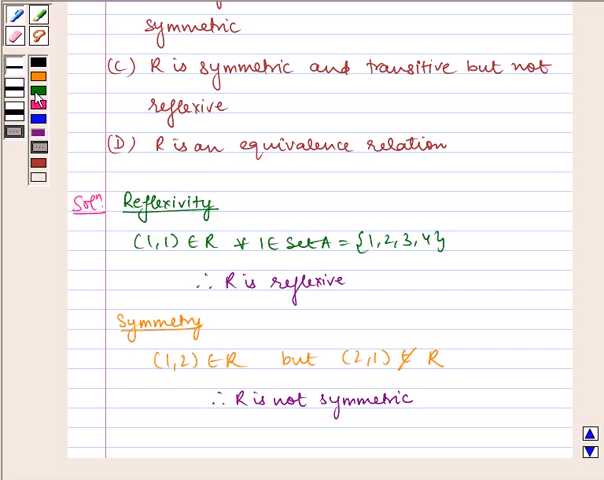 symmetric
(C) R is symmetric and transitive but not
reflexive
(D) R is an equivalence relation
Solⁿ: Reflexivity
(1,1) ∈ R ∀ 1 ∈ Set A = {1,2,3,4}
∴ R is reflexive
Symmetry
(1,2) ∈ R but (2,1) ∉ R
∴ R is not symmetric